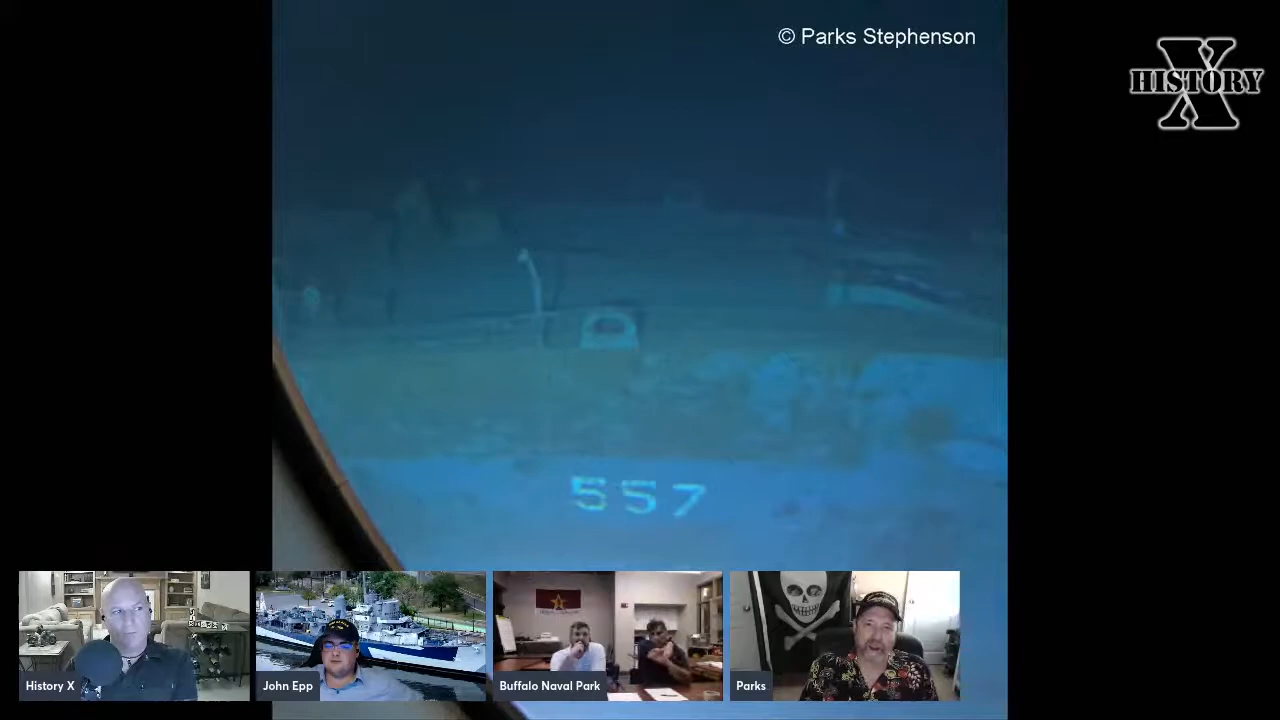 © Parks Stephenson
HISTORY
X
557
History X
John Epp
Buffalo Naval Park
Parks